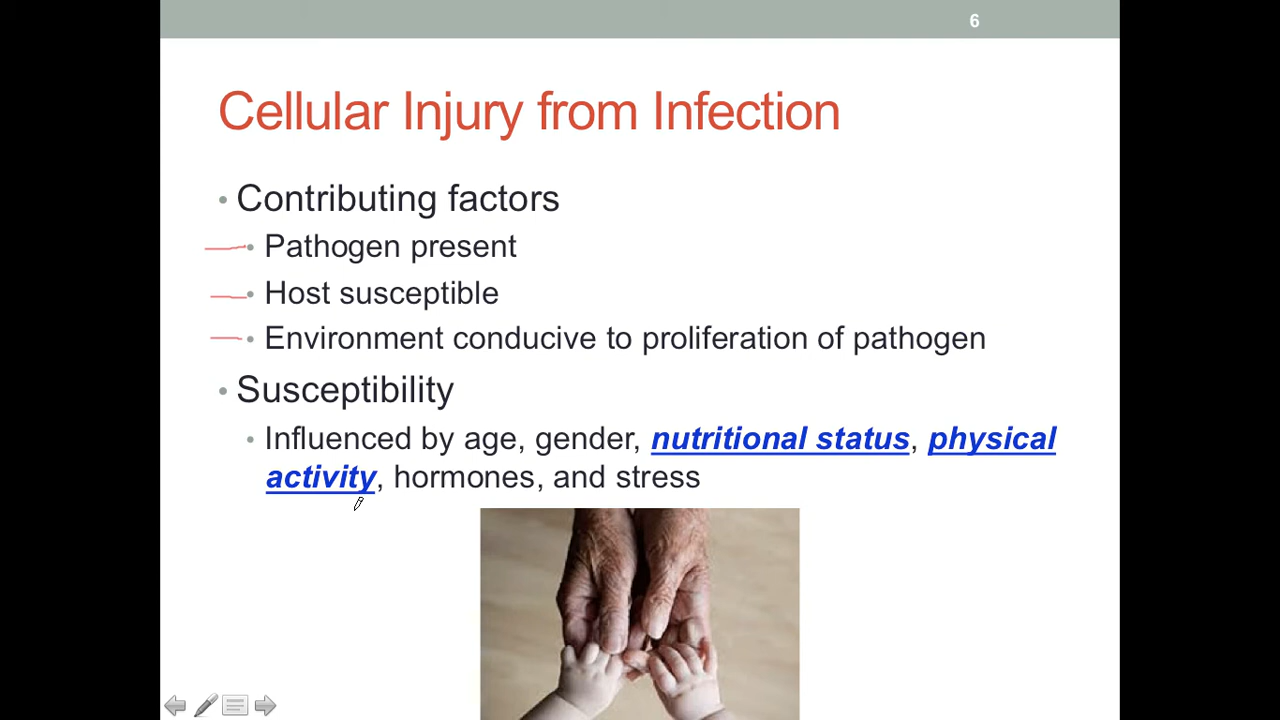 6
Cellular Injury from Infection
• Contributing factors
• Pathogen present
• Host susceptible
• Environment conducive to proliferation of pathogen
• Susceptibility
• Influenced by age, gender, nutritional status, physical
activity, hormones, and stress